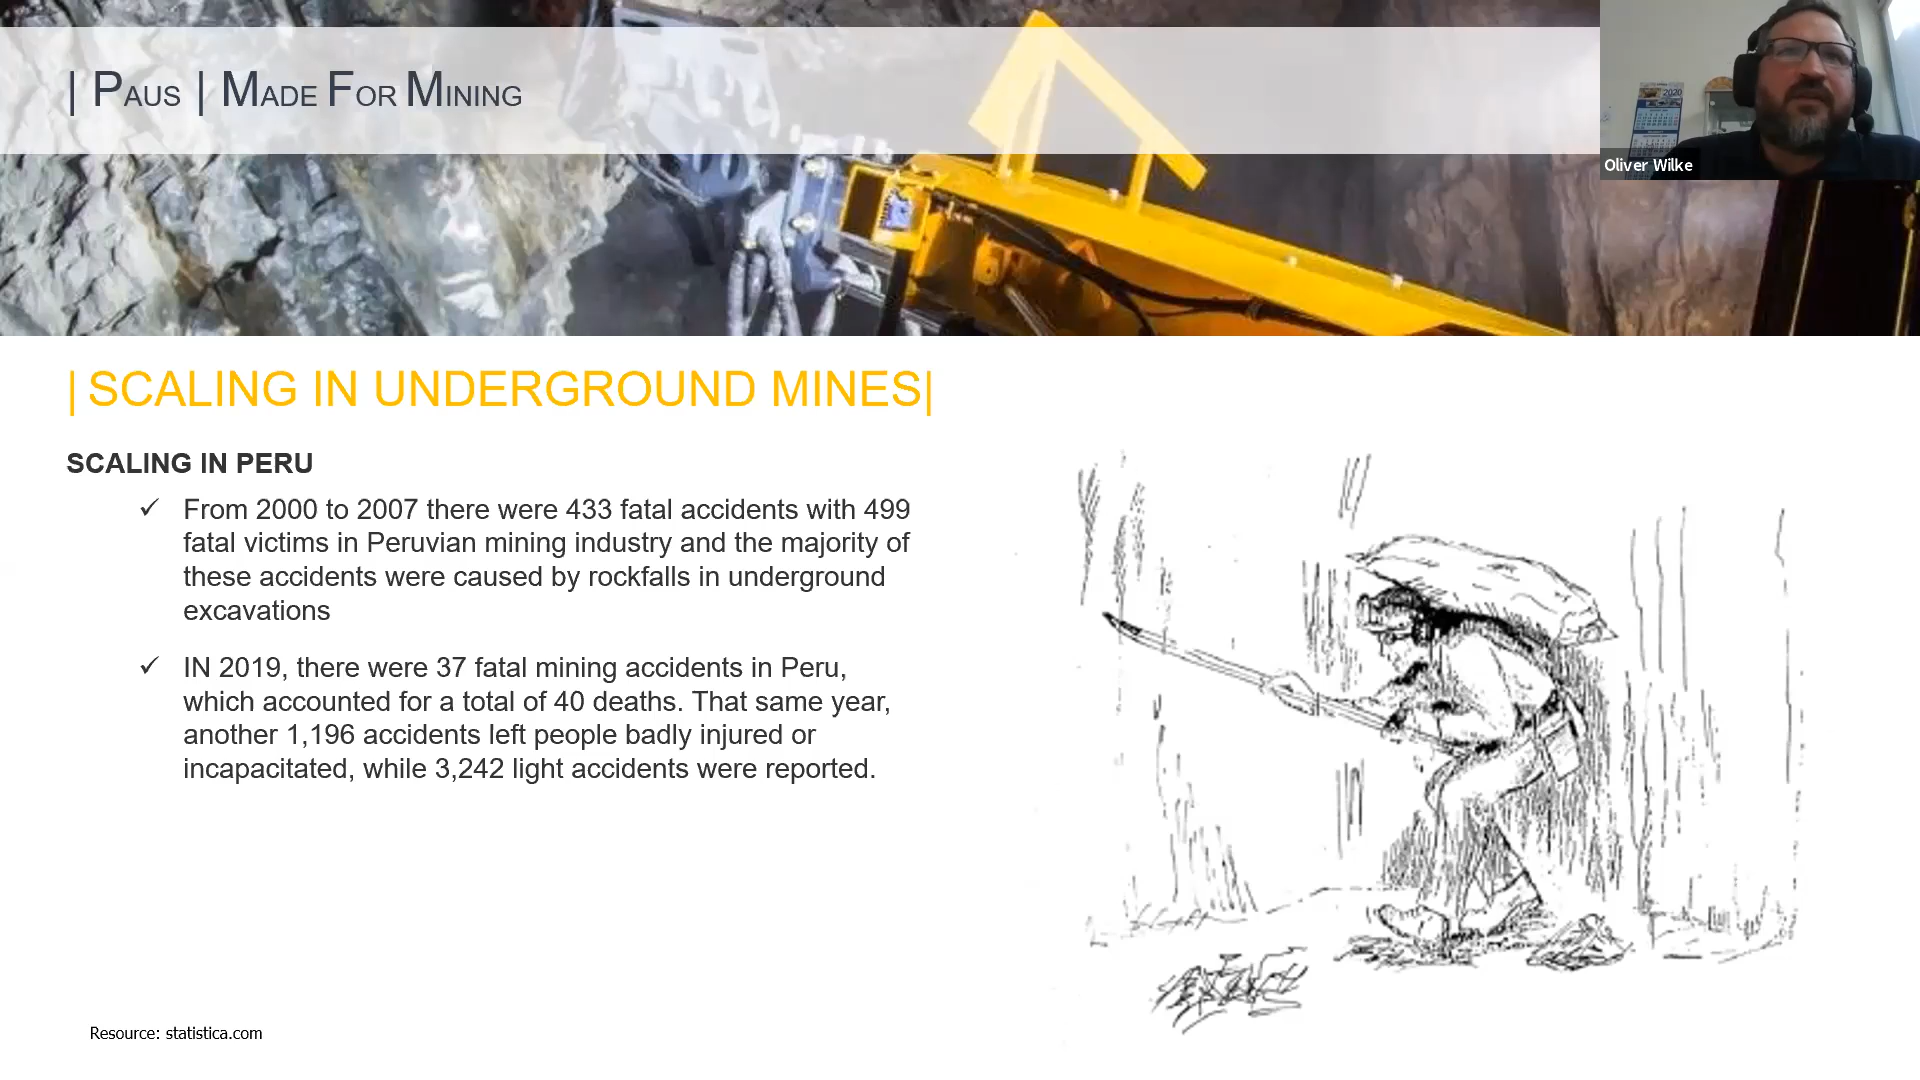 | PAUS | MADE FOR MINING
2020
Oliver Wilke
| SCALING IN UNDERGROUND MINES|
SCALING IN PERU
✓ From 2000 to 2007 there were 433 fatal accidents with 499
fatal victims in Peruvian mining industry and the majority of
these accidents were caused by rockfalls in underground
excavations
✓ IN 2019, there were 37 fatal mining accidents in Peru,
which accounted for a total of 40 deaths. That same year,
another 1,196 accidents left people badly injured or
incapacitated, while 3,242 light accidents were reported.
Resource: statistica.com